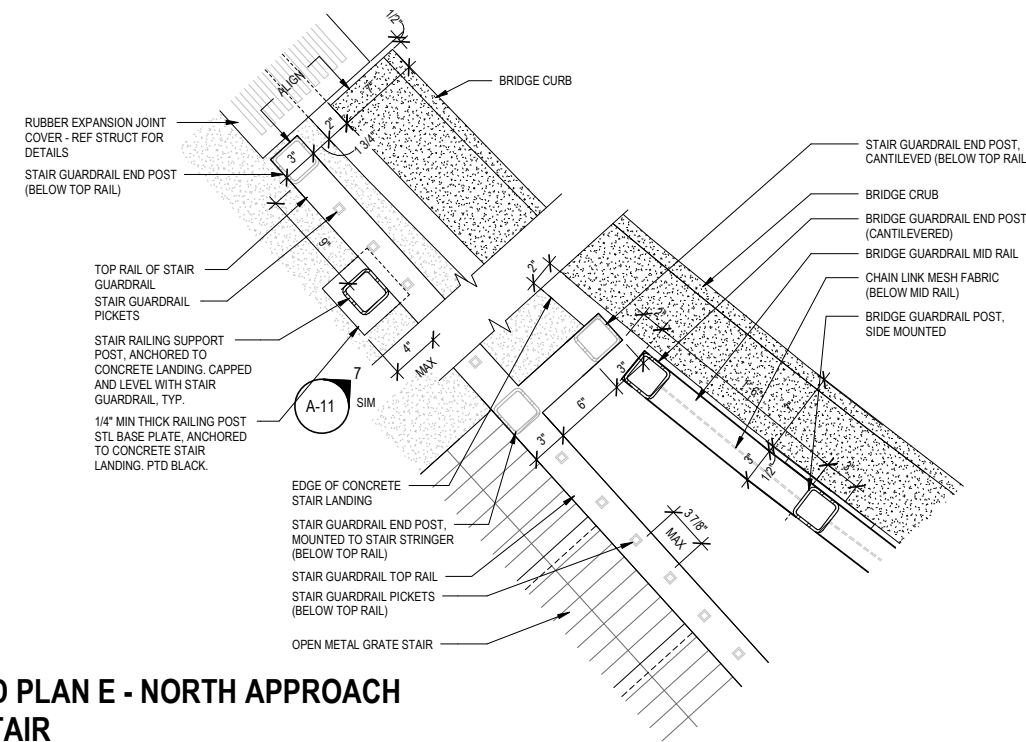 1/2"
ALIGN
7"
BRIDGE CURB
RUBBER EXPANSION JOINT
COVER - REF STRUCT FOR
DETAILS
2"
1 3/4"
3"
STAIR GUARDRAIL END POST
(BELOW TOP RAIL)
9"
TOP RAIL OF STAIR
GUARDRAIL
STAIR GUARDRAIL
PICKETS
STAIR RAILING SUPPORT
POST, ANCHORED TO
CONCRETE LANDING. CAPPED
AND LEVEL WITH STAIR
GUARDRAIL, TYP.
1/4" MIN THICK RAILING POST
STL BASE PLATE, ANCHORED
TO CONCRETE STAIR
LANDING. PTD BLACK.
4"
MAX
7
A-11
SIM
STAIR GUARDRAIL END POST,
CANTILEVED (BELOW TOP RAIL
BRIDGE CRUB
BRIDGE GUARDRAIL END POST
(CANTILEVERED)
BRIDGE GUARDRAIL MID RAIL
CHAIN LINK MESH FABRIC
(BELOW MID RAIL)
BRIDGE GUARDRAIL POST,
SIDE MOUNTED
2"
3"
6"
3"
1'-6"
3"
1/2"
3 7/8"
MAX
EDGE OF CONCRETE
STAIR LANDING
STAIR GUARDRAIL END POST,
MOUNTED TO STAIR STRINGER
(BELOW TOP RAIL)
STAIR GUARDRAIL TOP RAIL
STAIR GUARDRAIL PICKETS
(BELOW TOP RAIL)
OPEN METAL GRATE STAIR
PLAN E - NORTH APPROACH
TAIR